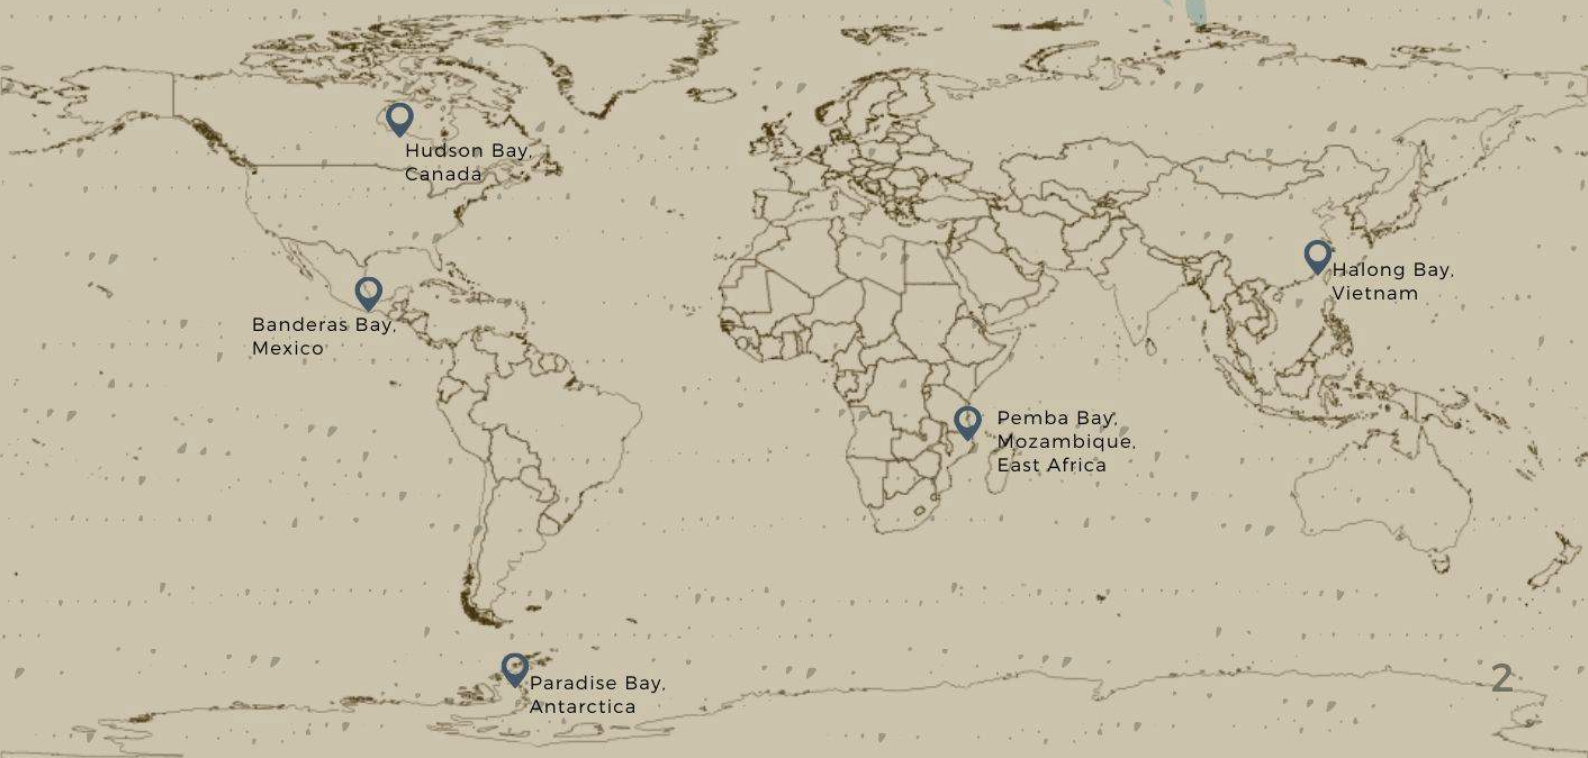 Hudson Bay,
Canada
Halong Bay,
Vietnam
Banderas Bay,
Mexico
Pemba Bay,
Mozambique,
East Africa
Paradise Bay,
Antarctica
2